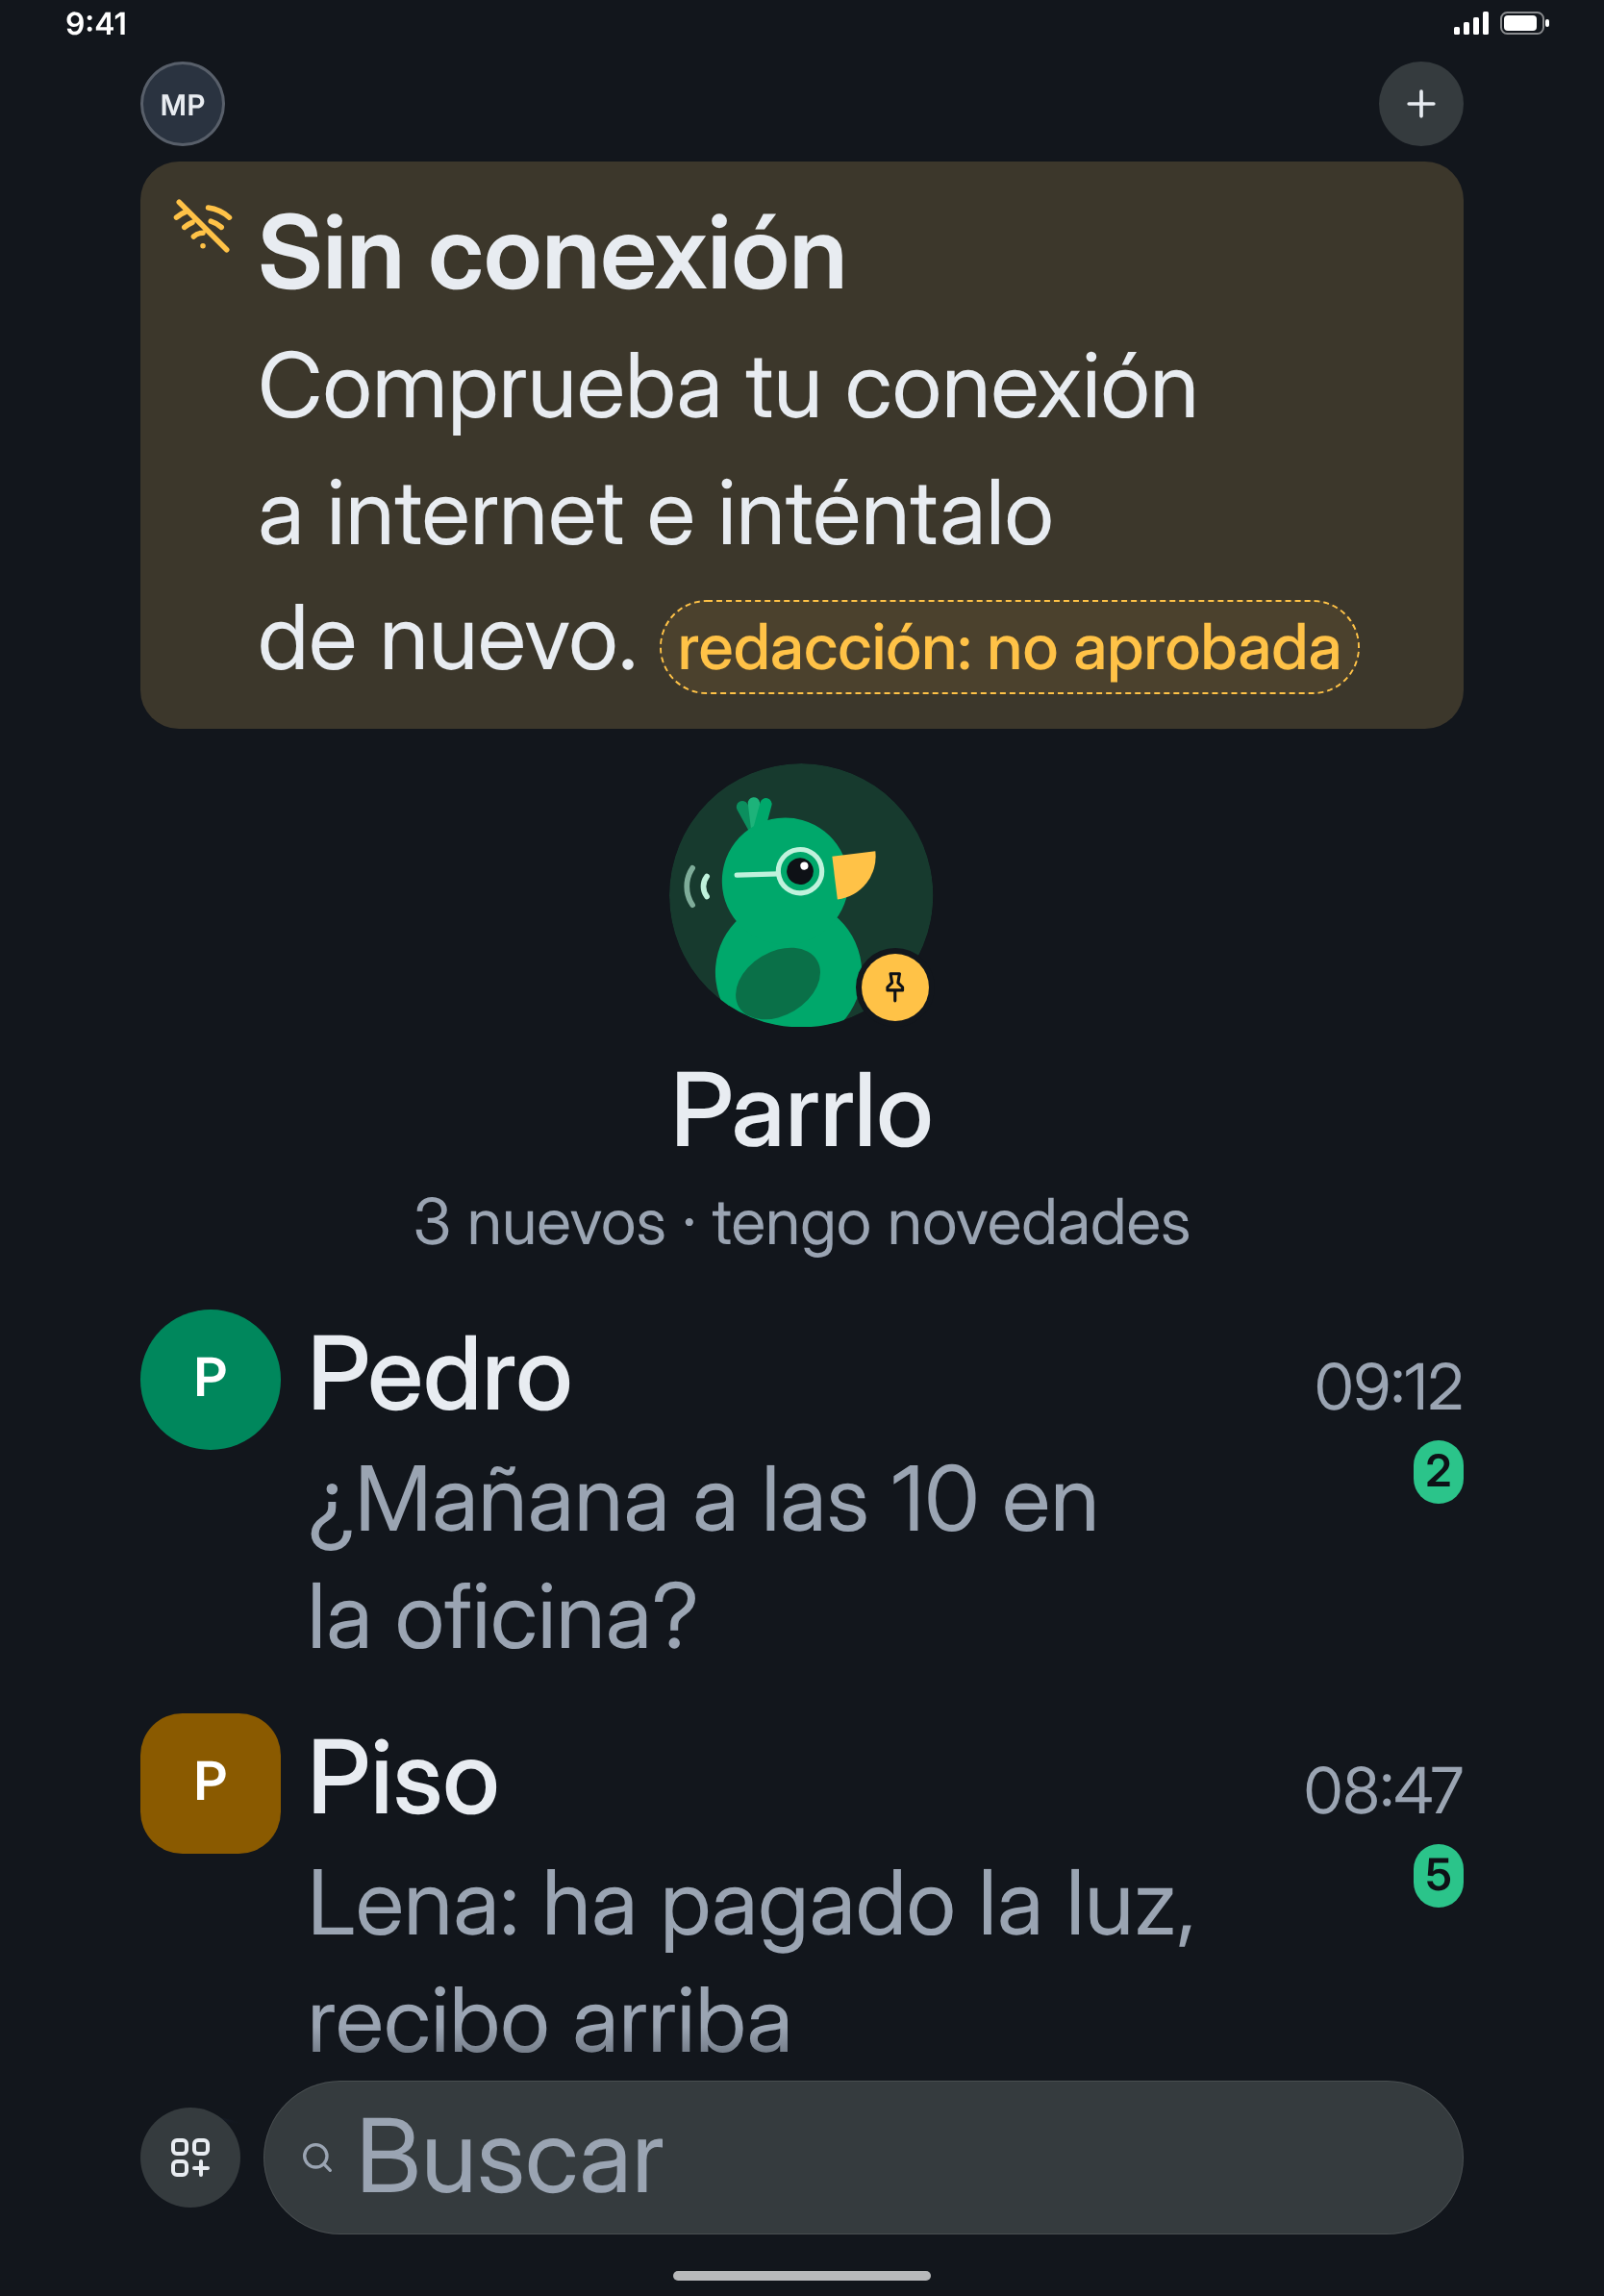 9:41
MP
Sin conexión
Comprueba tu conexión
a internet e inténtalo
de nuevo. redacción: no aprobada
Parrlo
3 nuevos · tengo novedades
P Pedro 09:12
¿Mañana a las 10 en 2
la oficina?
P Piso 08:47
Lena: ha pagado la luz, 5
recibo arriba
Buscar